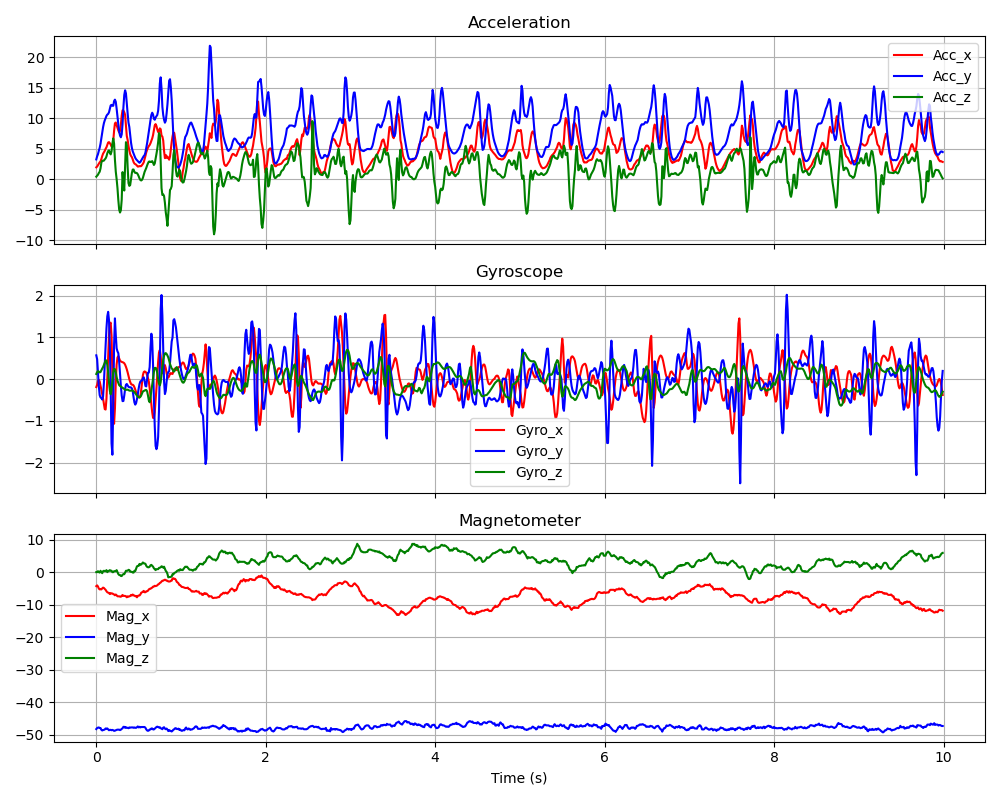 Acceleration
20
15
10
5
0
−5
−10
Acc_x
Acc_y
Acc_z
Gyroscope
2
1
0
−1
−2
Gyro_x
Gyro_y
Gyro_z
Magnetometer
10
0
−10
−20
−30
−40
−50
Mag_x
Mag_y
Mag_z
0 2 4 6 8 10
Time (s)